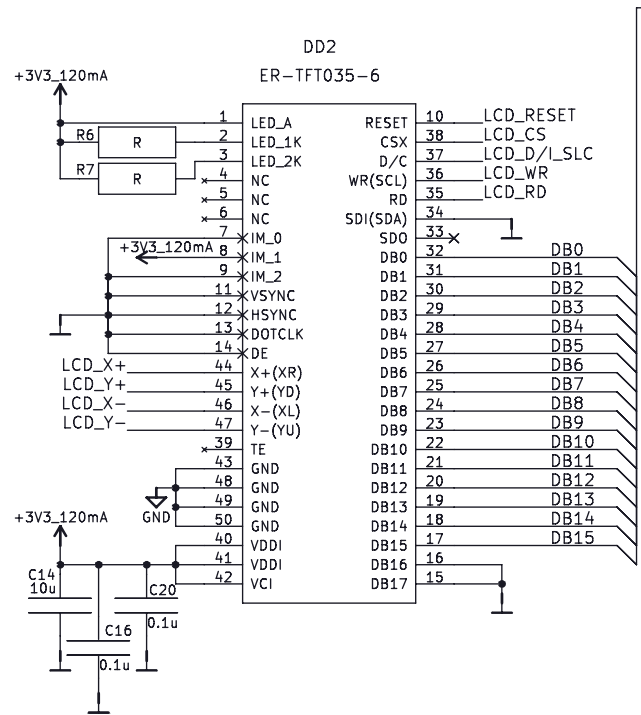 DD2
ER-TFT035-6
+3V3_120mA
1 LED_A RESET 10 LCD_RESET
R6 R 2 LED_1K CSX 38 LCD_CS
R7 R 3 LED_2K D/C 37 LCD_D/I_SLC
4 NC WR(SCL) 36 LCD_WR
5 NC RD 35 LCD_RD
6 NC SDI(SDA) 34
7 IM_0 SDO 33
+3V3_120mA 8 IM_1 DB0 32 DB0
9 IM_2 DB1 31 DB1
11 VSYNC DB2 30 DB2
12 HSYNC DB3 29 DB3
13 DOTCLK DB4 28 DB4
14 DE DB5 27 DB5
LCD_X+ 44 X+(XR) DB6 26 DB6
LCD_Y+ 45 Y+(YD) DB7 25 DB7
LCD_X- 46 X-(XL) DB8 24 DB8
LCD_Y- 47 Y-(YU) DB9 23 DB9
39 TE DB10 22 DB10
43 GND DB11 21 DB11
48 GND DB12 20 DB12
49 GND DB13 19 DB13
GND
50 GND DB14 18 DB14
+3V3_120mA
40 VDDI DB15 17 DB15
41 VDDI DB16 16
42 VCI DB17 15
C14
10u
C20
0.1u
C16
0.1u